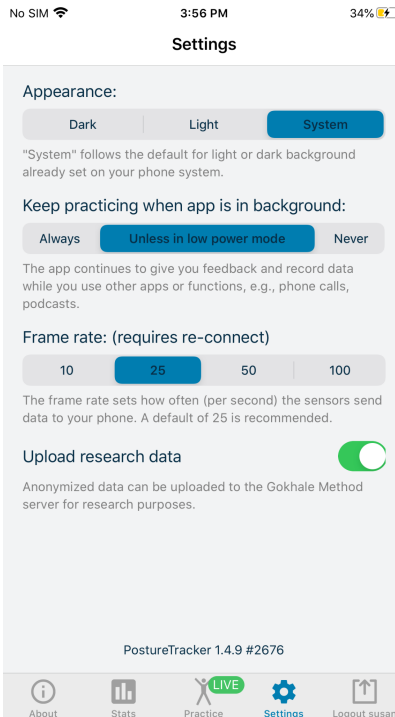 No SIM 3:56 PM 34%
Settings
Appearance:
Dark Light System
"System" follows the default for light or dark background
already set on your phone system.
Keep practicing when app is in background:
Always Unless in low power mode Never
The app continues to give you feedback and record data
while you use other apps or functions, e.g., phone calls,
podcasts.
Frame rate: (requires re-connect)
10 25 50 100
The frame rate sets how often (per second) the sensors send
data to your phone. A default of 25 is recommended.
Upload research data
Anonymized data can be uploaded to the Gokhale Method
server for research purposes.
PostureTracker 1.4.9 #2676
LIVE
About Stats Practice Settings Logout susan